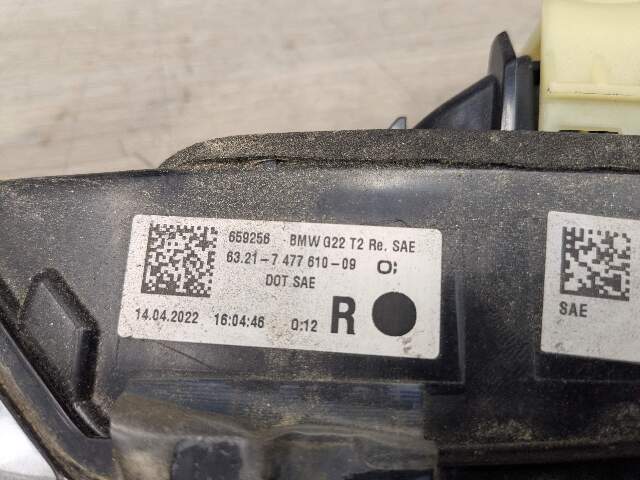 659256 BMW G22 T2 Re. SAE
63.21-7 477 610-09 O;
DOT SAE
14.04.2022 16:04:46 0:12 R
SAE